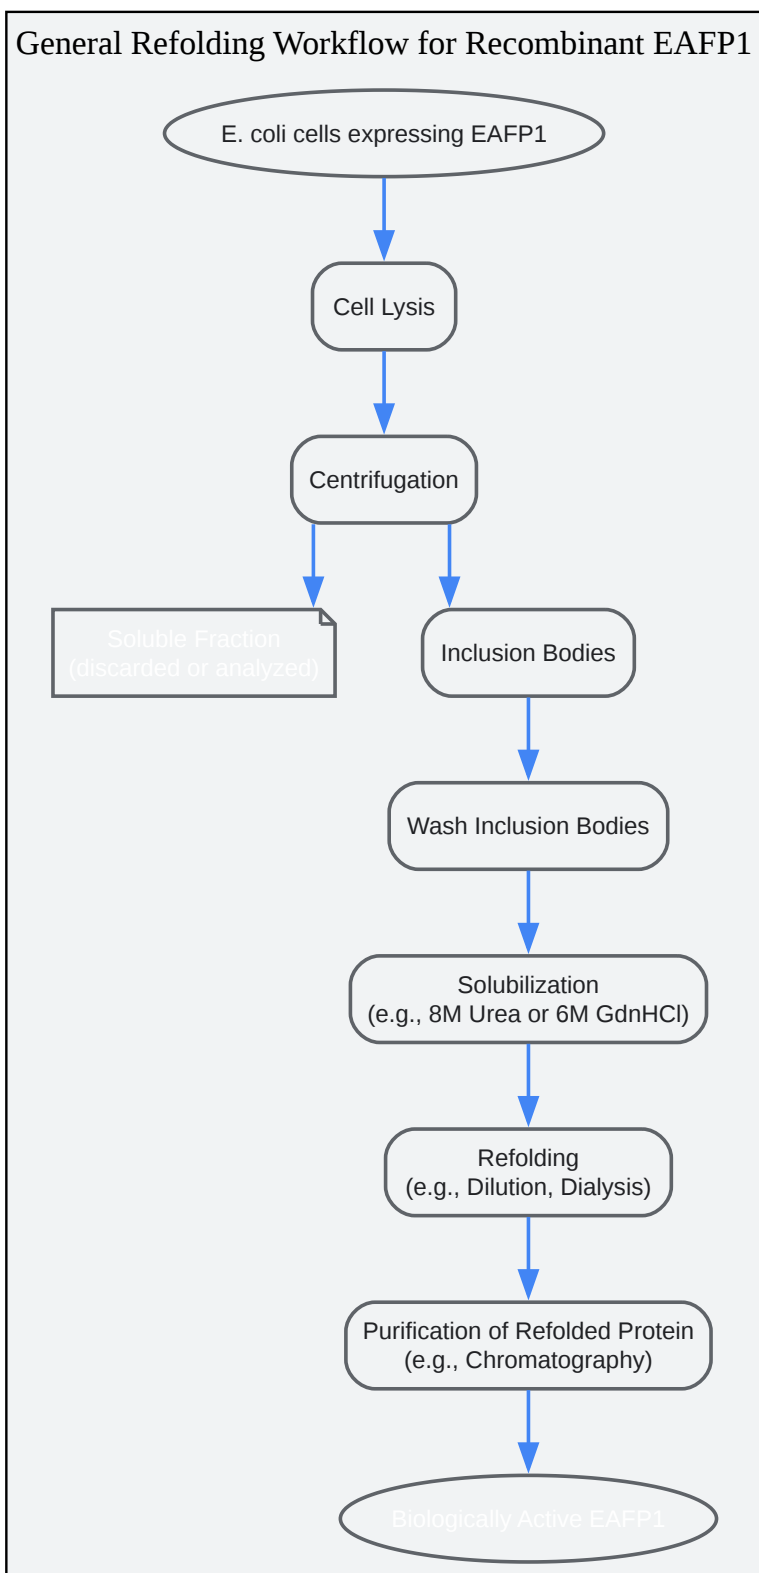 General Refolding Workflow for Recombinant EAFP1
E. coli cells expressing EAFP1
Cell Lysis
Centrifugation
Soluble Fraction
(discarded or analyzed)
Inclusion Bodies
Wash Inclusion Bodies
Solubilization
(e.g., 8M Urea or 6M GdnHCl)
Refolding
(e.g., Dilution, Dialysis)
Purification of Refolded Protein
(e.g., Chromatography)
Biologically Active EAFP1